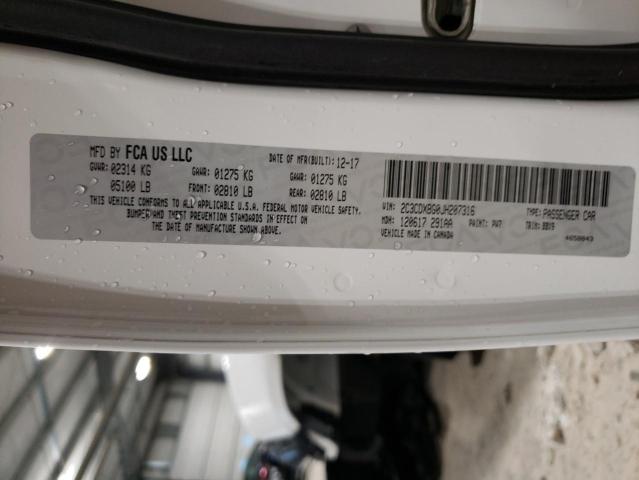 MFD BY FCA US LLC
DATE OF MFR(BUILT): 12-17
GVWR: 02314 KG
GAWR: 01275 KG
GAWR: 01275 KG
05100 LB
FRONT: 02810 LB
REAR: 02810 LB
THIS VEHICLE CONFORMS TO ALL APPLICABLE U.S.A. FEDERAL MOTOR VEHICLE SAFETY,
BUMPER AND THEFT PREVENTION STANDARDS IN EFFECT ON
THE DATE OF MANUFACTURE SHOWN ABOVE.
VIN: 2C3CDXBG0JH207316
TYPE: PASSENGER CAR
MDH: 120617 291AA
PAINT: PW7
TRIM: BBV9
VEHICLE MADE IN CANADA
4658843